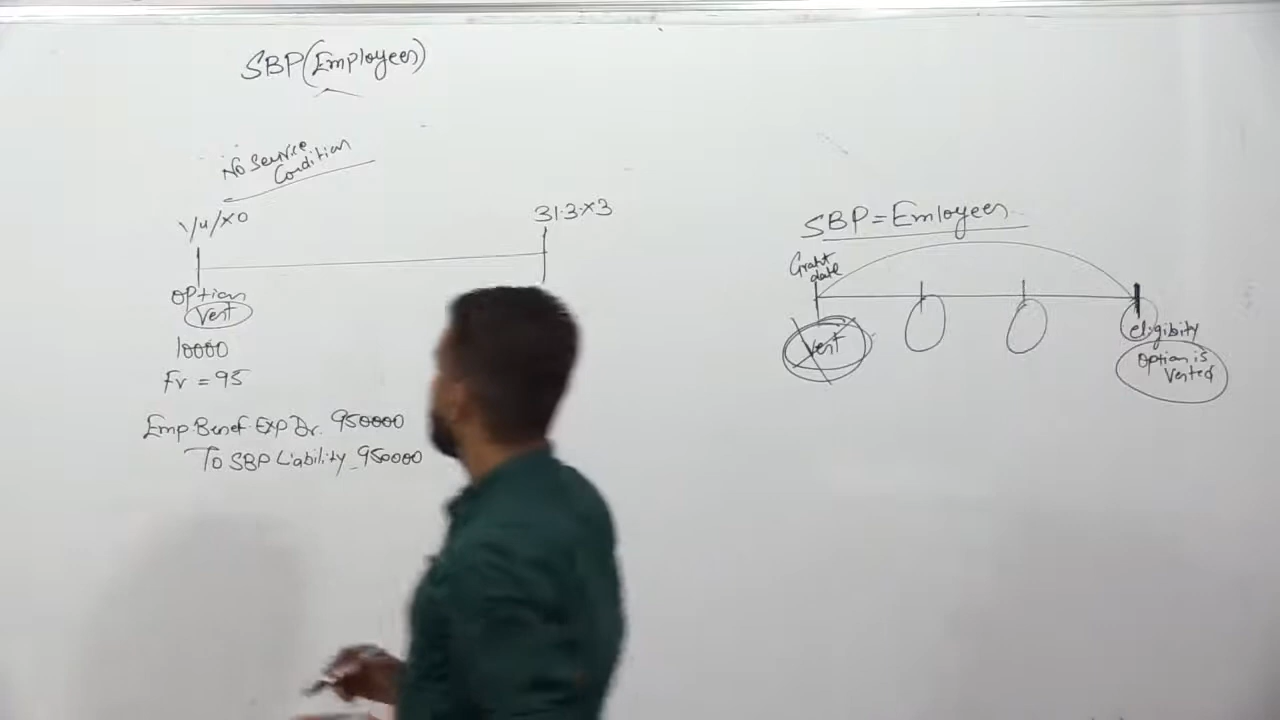 SBP (Employees)
No Service
Condition
1/4/X0
31.3.X3
option
Vest
10000
FV = 95
Emp Benef Exp Dr. 950000
To SBP Liability 950000
SBP = Emloyees
Grant
date
Vest
eligibity
option is
Vested